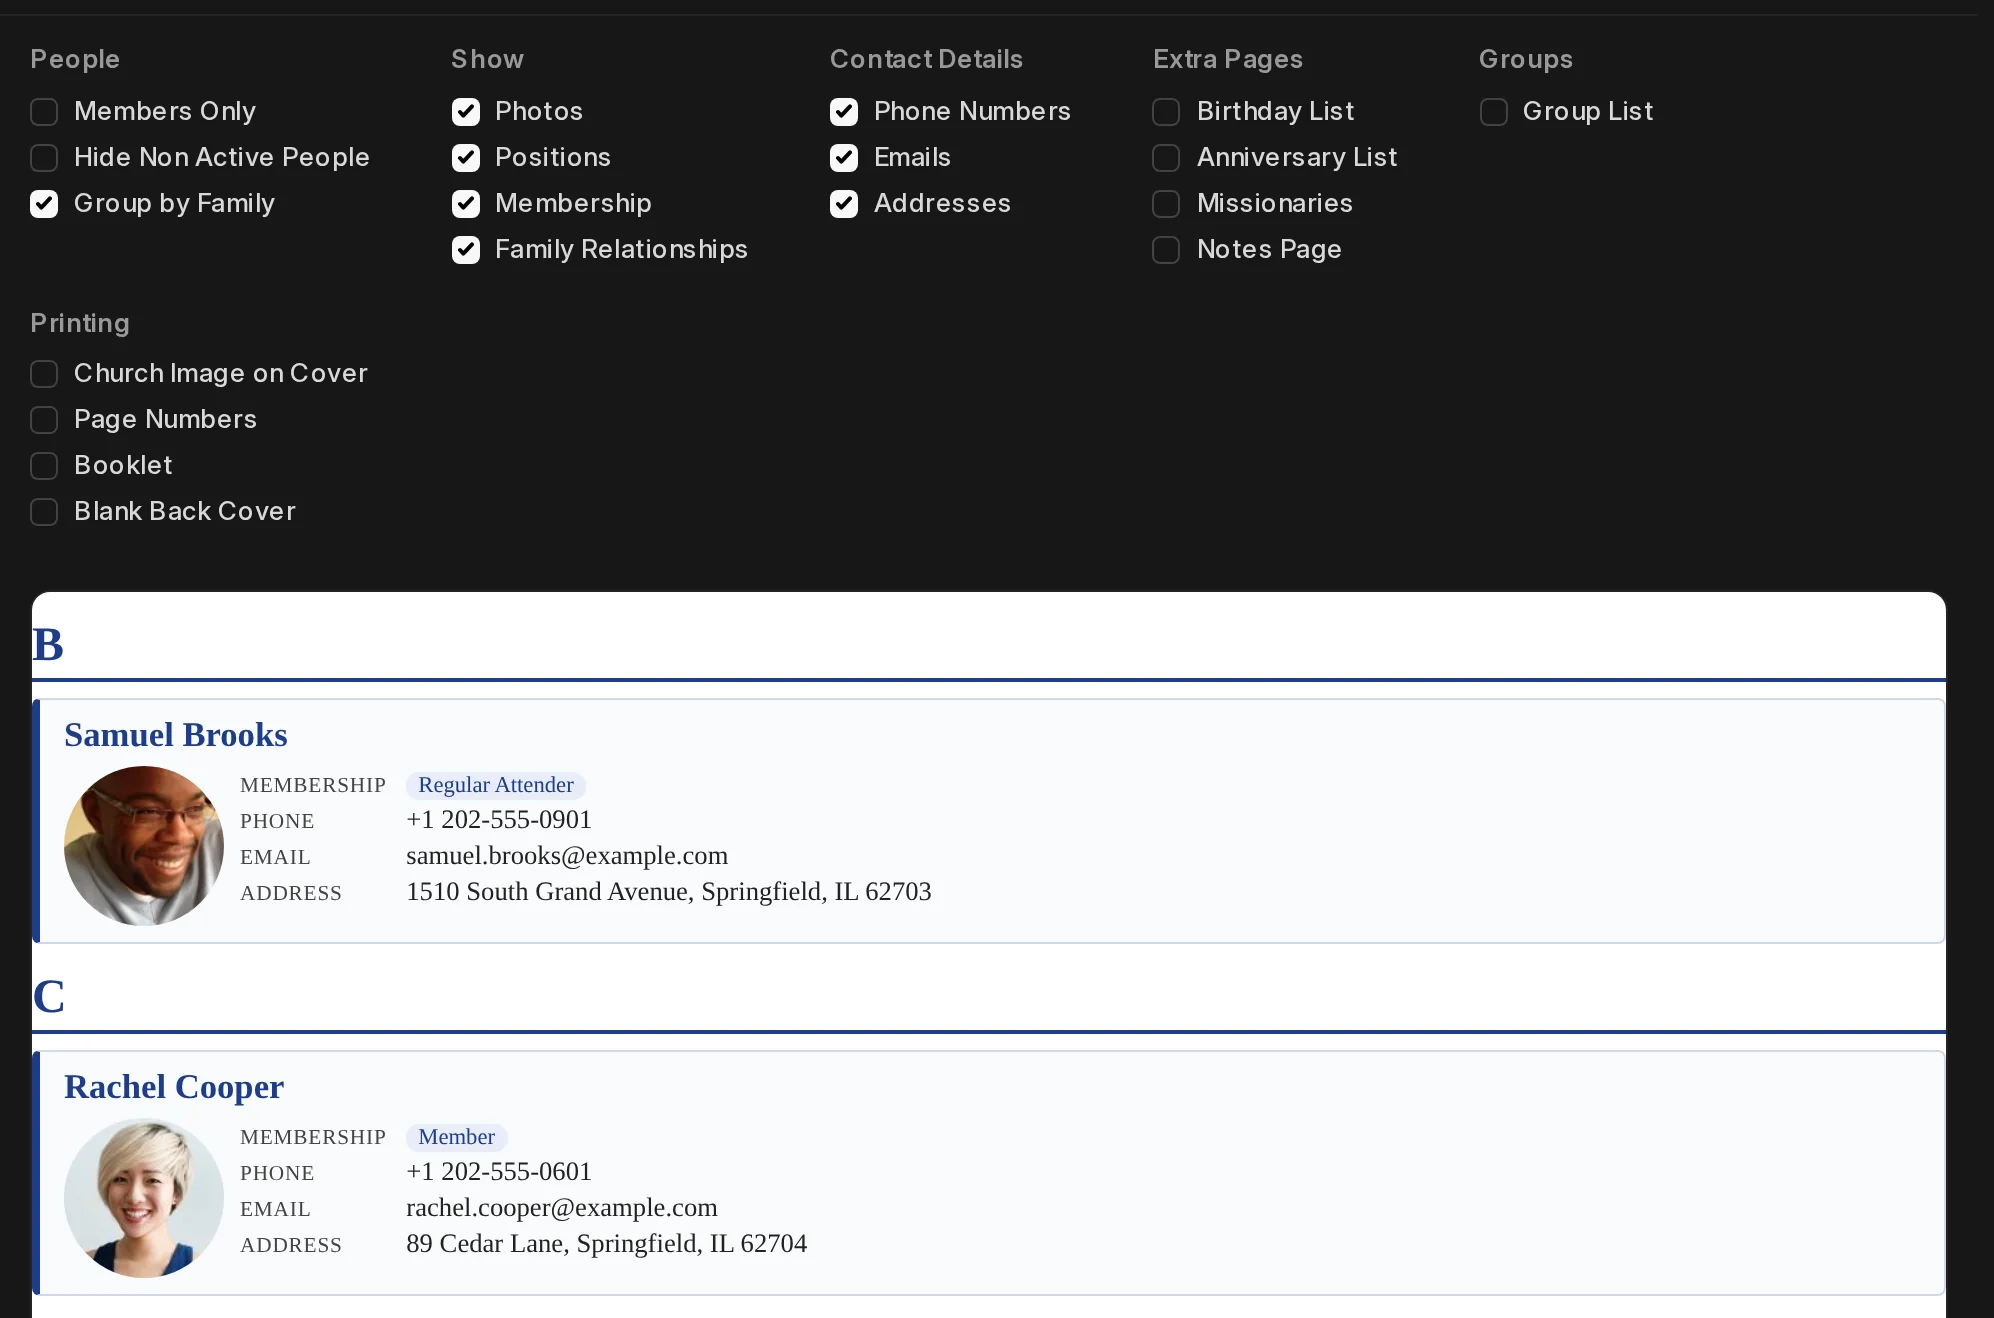 People
Members Only
Hide Non Active People
Group by Family
Show
Photos
Positions
Membership
Family Relationships
Contact Details
Phone Numbers
Emails
Addresses
Extra Pages
Birthday List
Anniversary List
Missionaries
Notes Page
Groups
Group List
Printing
Church Image on Cover
Page Numbers
Booklet
Blank Back Cover
B
Samuel Brooks
MEMBERSHIP Regular Attender
PHONE +1 202-555-0901
EMAIL samuel.brooks@example.com
ADDRESS 1510 South Grand Avenue, Springfield, IL 62703
C
Rachel Cooper
MEMBERSHIP Member
PHONE +1 202-555-0601
EMAIL rachel.cooper@example.com
ADDRESS 89 Cedar Lane, Springfield, IL 62704